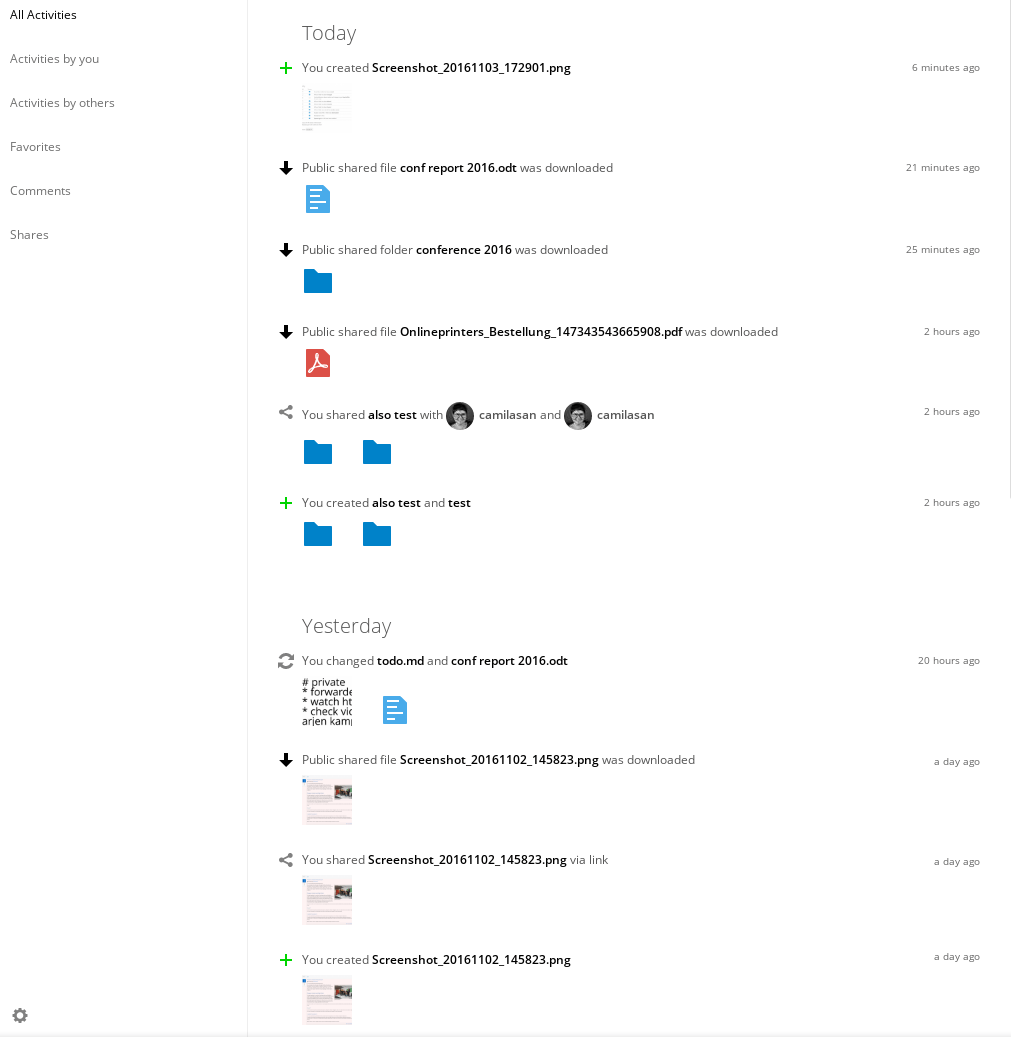 All Activities
Activities by you
Activities by others
Favorites
Comments
Shares
Today
You created Screenshot_20161103_172901.png
6 minutes ago
Public shared file conf report 2016.odt was downloaded
21 minutes ago
Public shared folder conference 2016 was downloaded
25 minutes ago
Public shared file Onlineprinters_Bestellung_147343543665908.pdf was downloaded
2 hours ago
You shared also test with camilasan and camilasan
2 hours ago
You created also test and test
2 hours ago
Yesterday
You changed todo.md and conf report 2016.odt
20 hours ago
# private
* forwarde
* watch ht
* check vid
arjen kam
Public shared file Screenshot_20161102_145823.png was downloaded
a day ago
You shared Screenshot_20161102_145823.png via link
a day ago
You created Screenshot_20161102_145823.png
a day ago